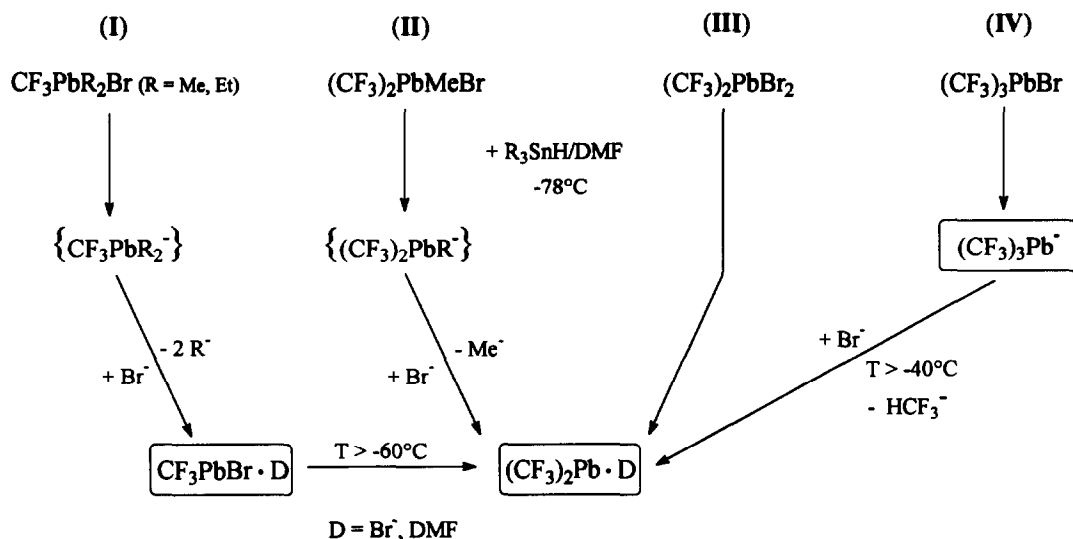 (I) (II) (III) (IV)
CF₃PbR₂Br (R = Me, Et) (CF₃)₂PbMeBr (CF₃)₂PbBr₂ (CF₃)₃PbBr
+ R₃SnH/DMF
-78°C
{CF₃PbR₂⁻} {(CF₃)₂PbR⁻} (CF₃)₃Pb⁻
- 2 R⁻ - Me⁻ + Br⁻
+ Br⁻ + Br⁻ T > -40°C
- HCF₃⁻
CF₃PbBr · D T > -60°C (CF₃)₂Pb · D
D = Br⁻, DMF